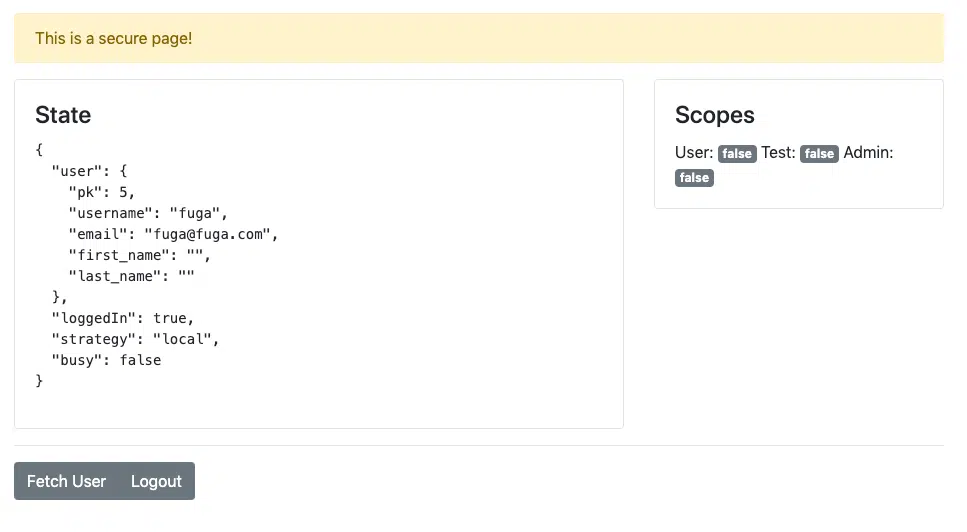 This is a secure page!
State
{
  "user": {
    "pk": 5,
    "username": "fuga",
    "email": "fuga@fuga.com",
    "first_name": "",
    "last_name": ""
  },
  "loggedIn": true,
  "strategy": "local",
  "busy": false
}
Scopes
User: false Test: false Admin:
false
Fetch User Logout